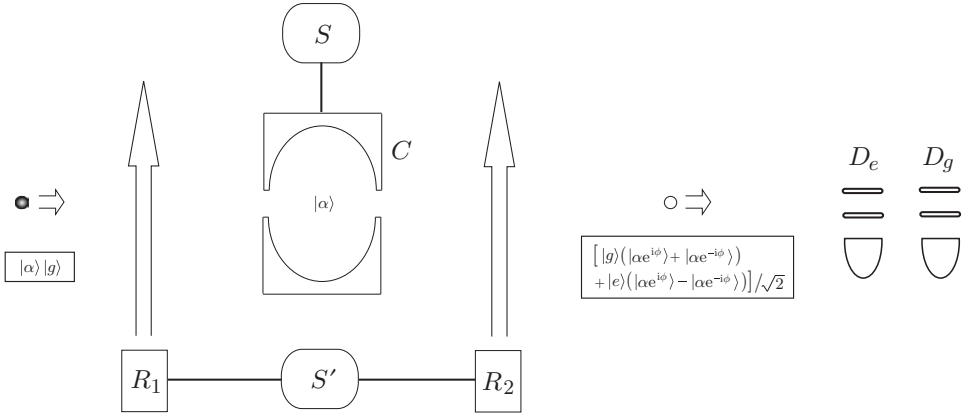 S
C
D_e D_g
|α⟩
|α⟩|g⟩
[|g⟩(|αe^{iϕ}⟩+|αe^{−iϕ}⟩)
+|e⟩(|αe^{iϕ}⟩−|αe^{−iϕ}⟩)]/√2
R_1 S′ R_2